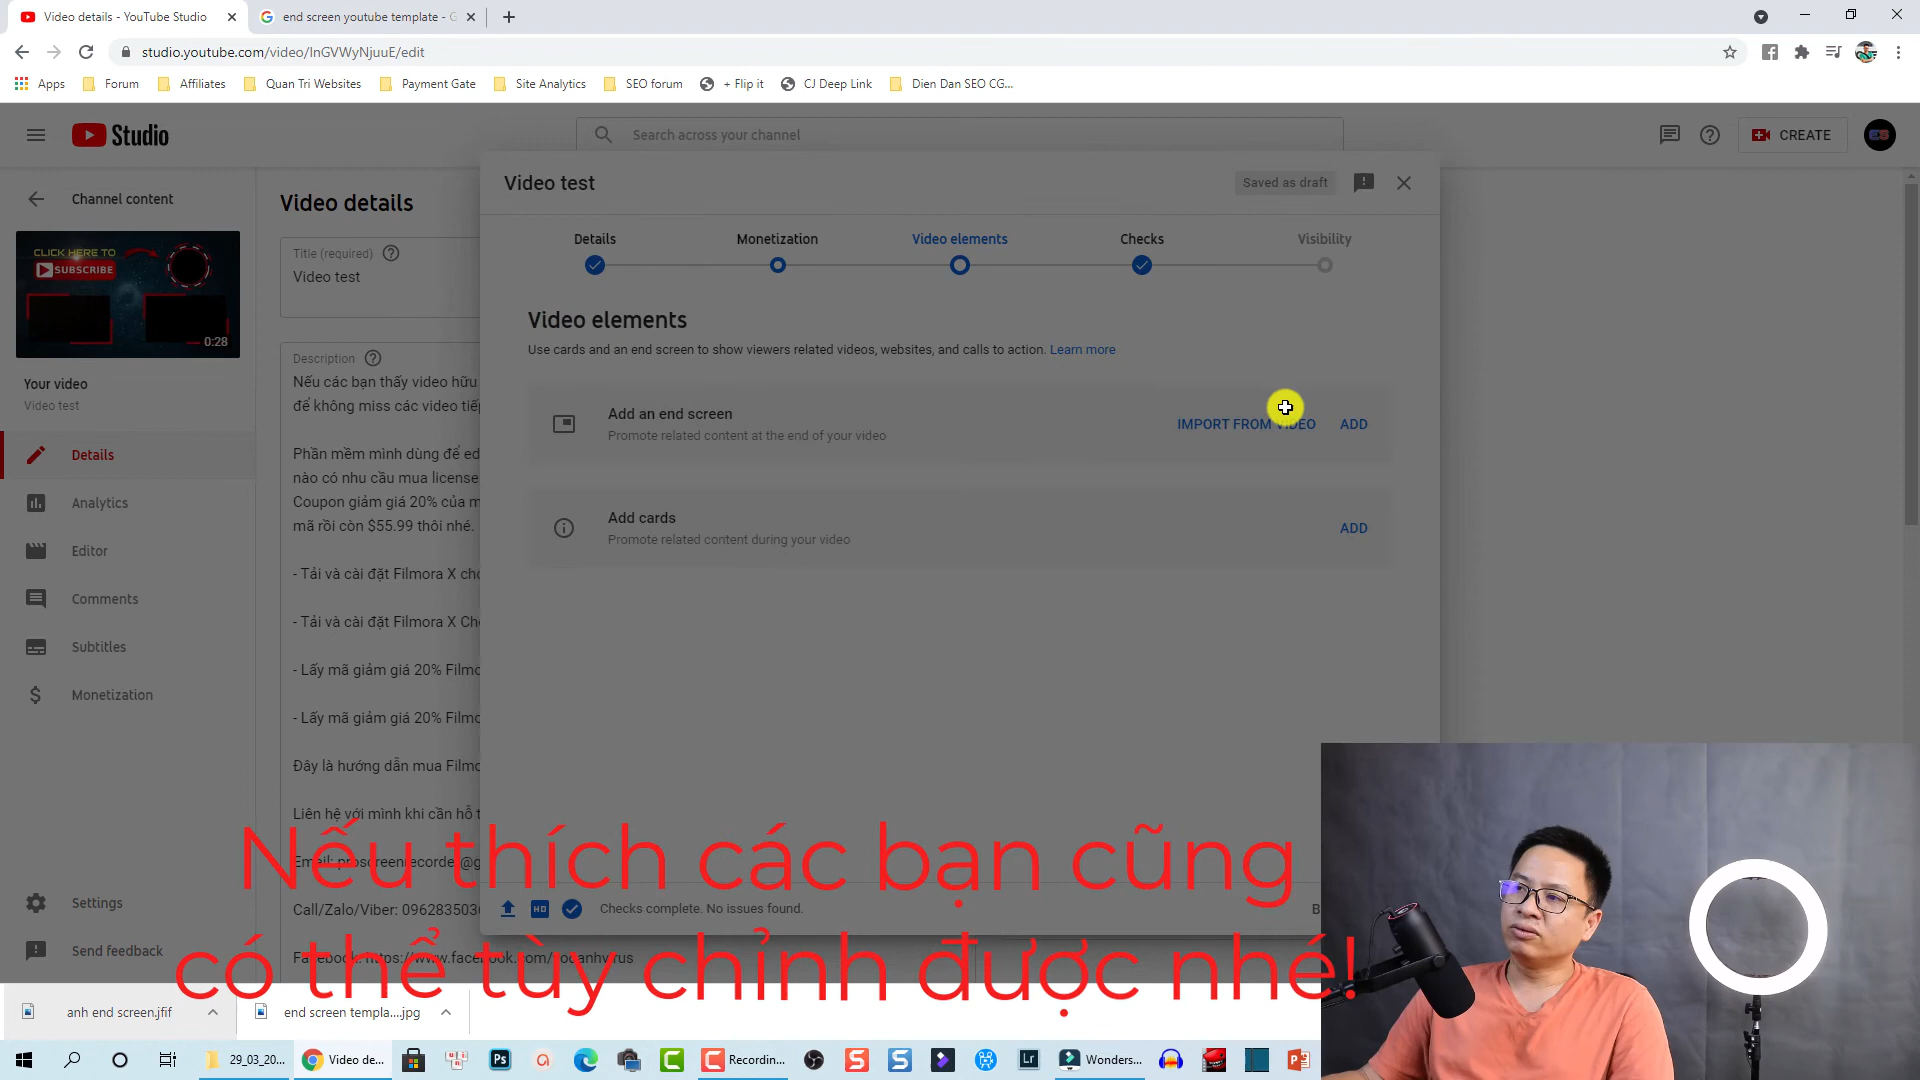 Video details - YouTube Studio
end screen youtube template - G
studio.youtube.com/video/InGVWyNjuuE/edit
Apps
Forum
Affiliates
Quan Tri Websites
Payment Gate
Site Analytics
SEO forum
+ Flip it
CJ Deep Link
Dien Dan SEO CG...
Studio
Search across your channel
CREATE
Channel content
CLICK HERE TO
SUBSCRIBE
0:28
Your video
Video test
Details
Analytics
Editor
Comments
Subtitles
Monetization
Settings
Send feedback
Video details
Title (required)
Video test
Description
Nếu các bạn thấy video hữu
để không miss các video tiếp
Phần mềm mình dùng để ed
nào có nhu cầu mua license
Coupon giảm giá 20% của m
mã rồi còn $55.99 thôi nhé.
- Tải và cài đặt Filmora X cho
- Tải và cài đặt Filmora X Cho
- Lấy mã giảm giá 20% Filmo
- Lấy mã giảm giá 20% Filmo
Đây là hướng dẫn mua Filmo
Liên hệ với mình khi cần hỗ t
Email: proscreenrecorder@g
Call/Zalo/Viber: 0962835036
Facebook: https://www.facebook.com/
Video test
Saved as draft
Details
Monetization
Video elements
Checks
Visibility
Video elements
Use cards and an end screen to show viewers related videos, websites, and calls to action. Learn more
Add an end screen
Promote related content at the end of your video
IMPORT FROM VIDEO
ADD
Add cards
Promote related content during your video
ADD
Checks complete. No issues found.
Nếu thích các bạn cũng
có thể tùy chỉnh được nhé!
anh end screen.jfif
end screen templa....jpg
29_03_20...
Video de...
Recordin...
Wonders...